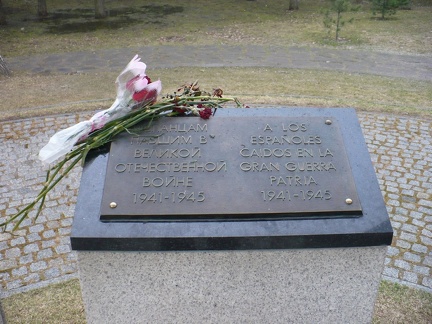 В
ВЕЛИКОЙ
ОТЕЧЕСТВЕННОЙ
ВОЙНЕ
1941-1945
A LOS
ESPAÑOLES
CAIDOS EN LA
GRAN GUERRA
PATRIA
1941-1945